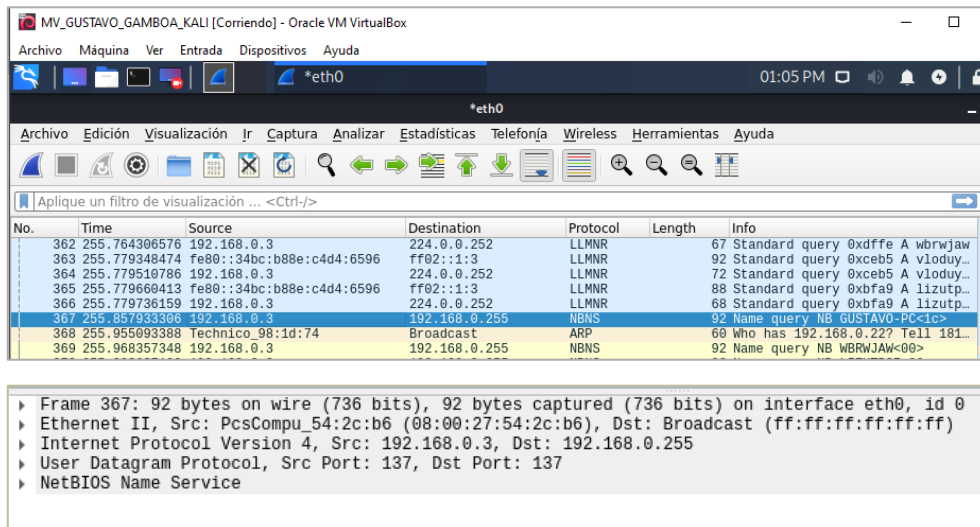 MV_GUSTAVO_GAMBOA_KALI [Corriendo] - Oracle VM VirtualBox
Archivo Máquina Ver Entrada Dispositivos Ayuda
*eth0 01:05 PM
*eth0
Archivo Edición Visualización Ir Captura Analizar Estadísticas Telefonía Wireless Herramientas Ayuda
Aplique un filtro de visualización ... <Ctrl-/>
No. Time Source Destination Protocol Length Info
362 255.764306576 192.168.0.3 224.0.0.252 LLMNR 67 Standard query 0xdffe A wbrwjaw
363 255.779348474 fe80::34bc:b88e:c4d4:6596 ff02::1:3 LLMNR 92 Standard query 0xceb5 A vloduy…
364 255.779510786 192.168.0.3 224.0.0.252 LLMNR 72 Standard query 0xceb5 A vloduy…
365 255.779660413 fe80::34bc:b88e:c4d4:6596 ff02::1:3 LLMNR 88 Standard query 0xbfa9 A lizutp…
366 255.779736159 192.168.0.3 224.0.0.252 LLMNR 68 Standard query 0xbfa9 A lizutp…
367 255.857933306 192.168.0.3 192.168.0.255 NBNS 92 Name query NB GUSTAVO-PC<1c>
368 255.955093388 Technico_98:1d:74 Broadcast ARP 60 Who has 192.168.0.22? Tell 181…
369 255.968357348 192.168.0.3 192.168.0.255 NBNS 92 Name query NB WBRWJAW<00>
Frame 367: 92 bytes on wire (736 bits), 92 bytes captured (736 bits) on interface eth0, id 0
Ethernet II, Src: PcsCompu_54:2c:b6 (08:00:27:54:2c:b6), Dst: Broadcast (ff:ff:ff:ff:ff:ff)
Internet Protocol Version 4, Src: 192.168.0.3, Dst: 192.168.0.255
User Datagram Protocol, Src Port: 137, Dst Port: 137
NetBIOS Name Service